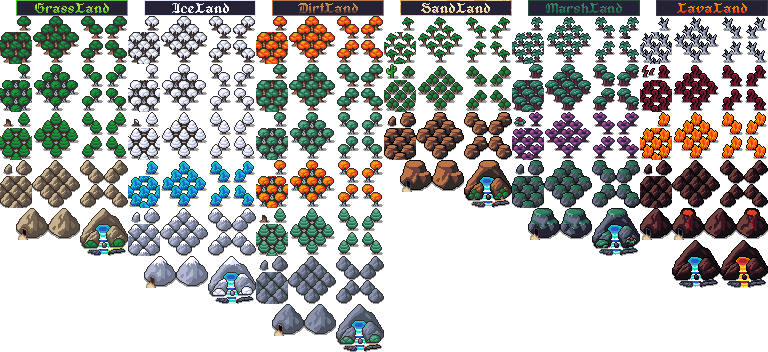 GrassLand
IceLand
DirtLand
SandLand
MarshLand
LavaLand